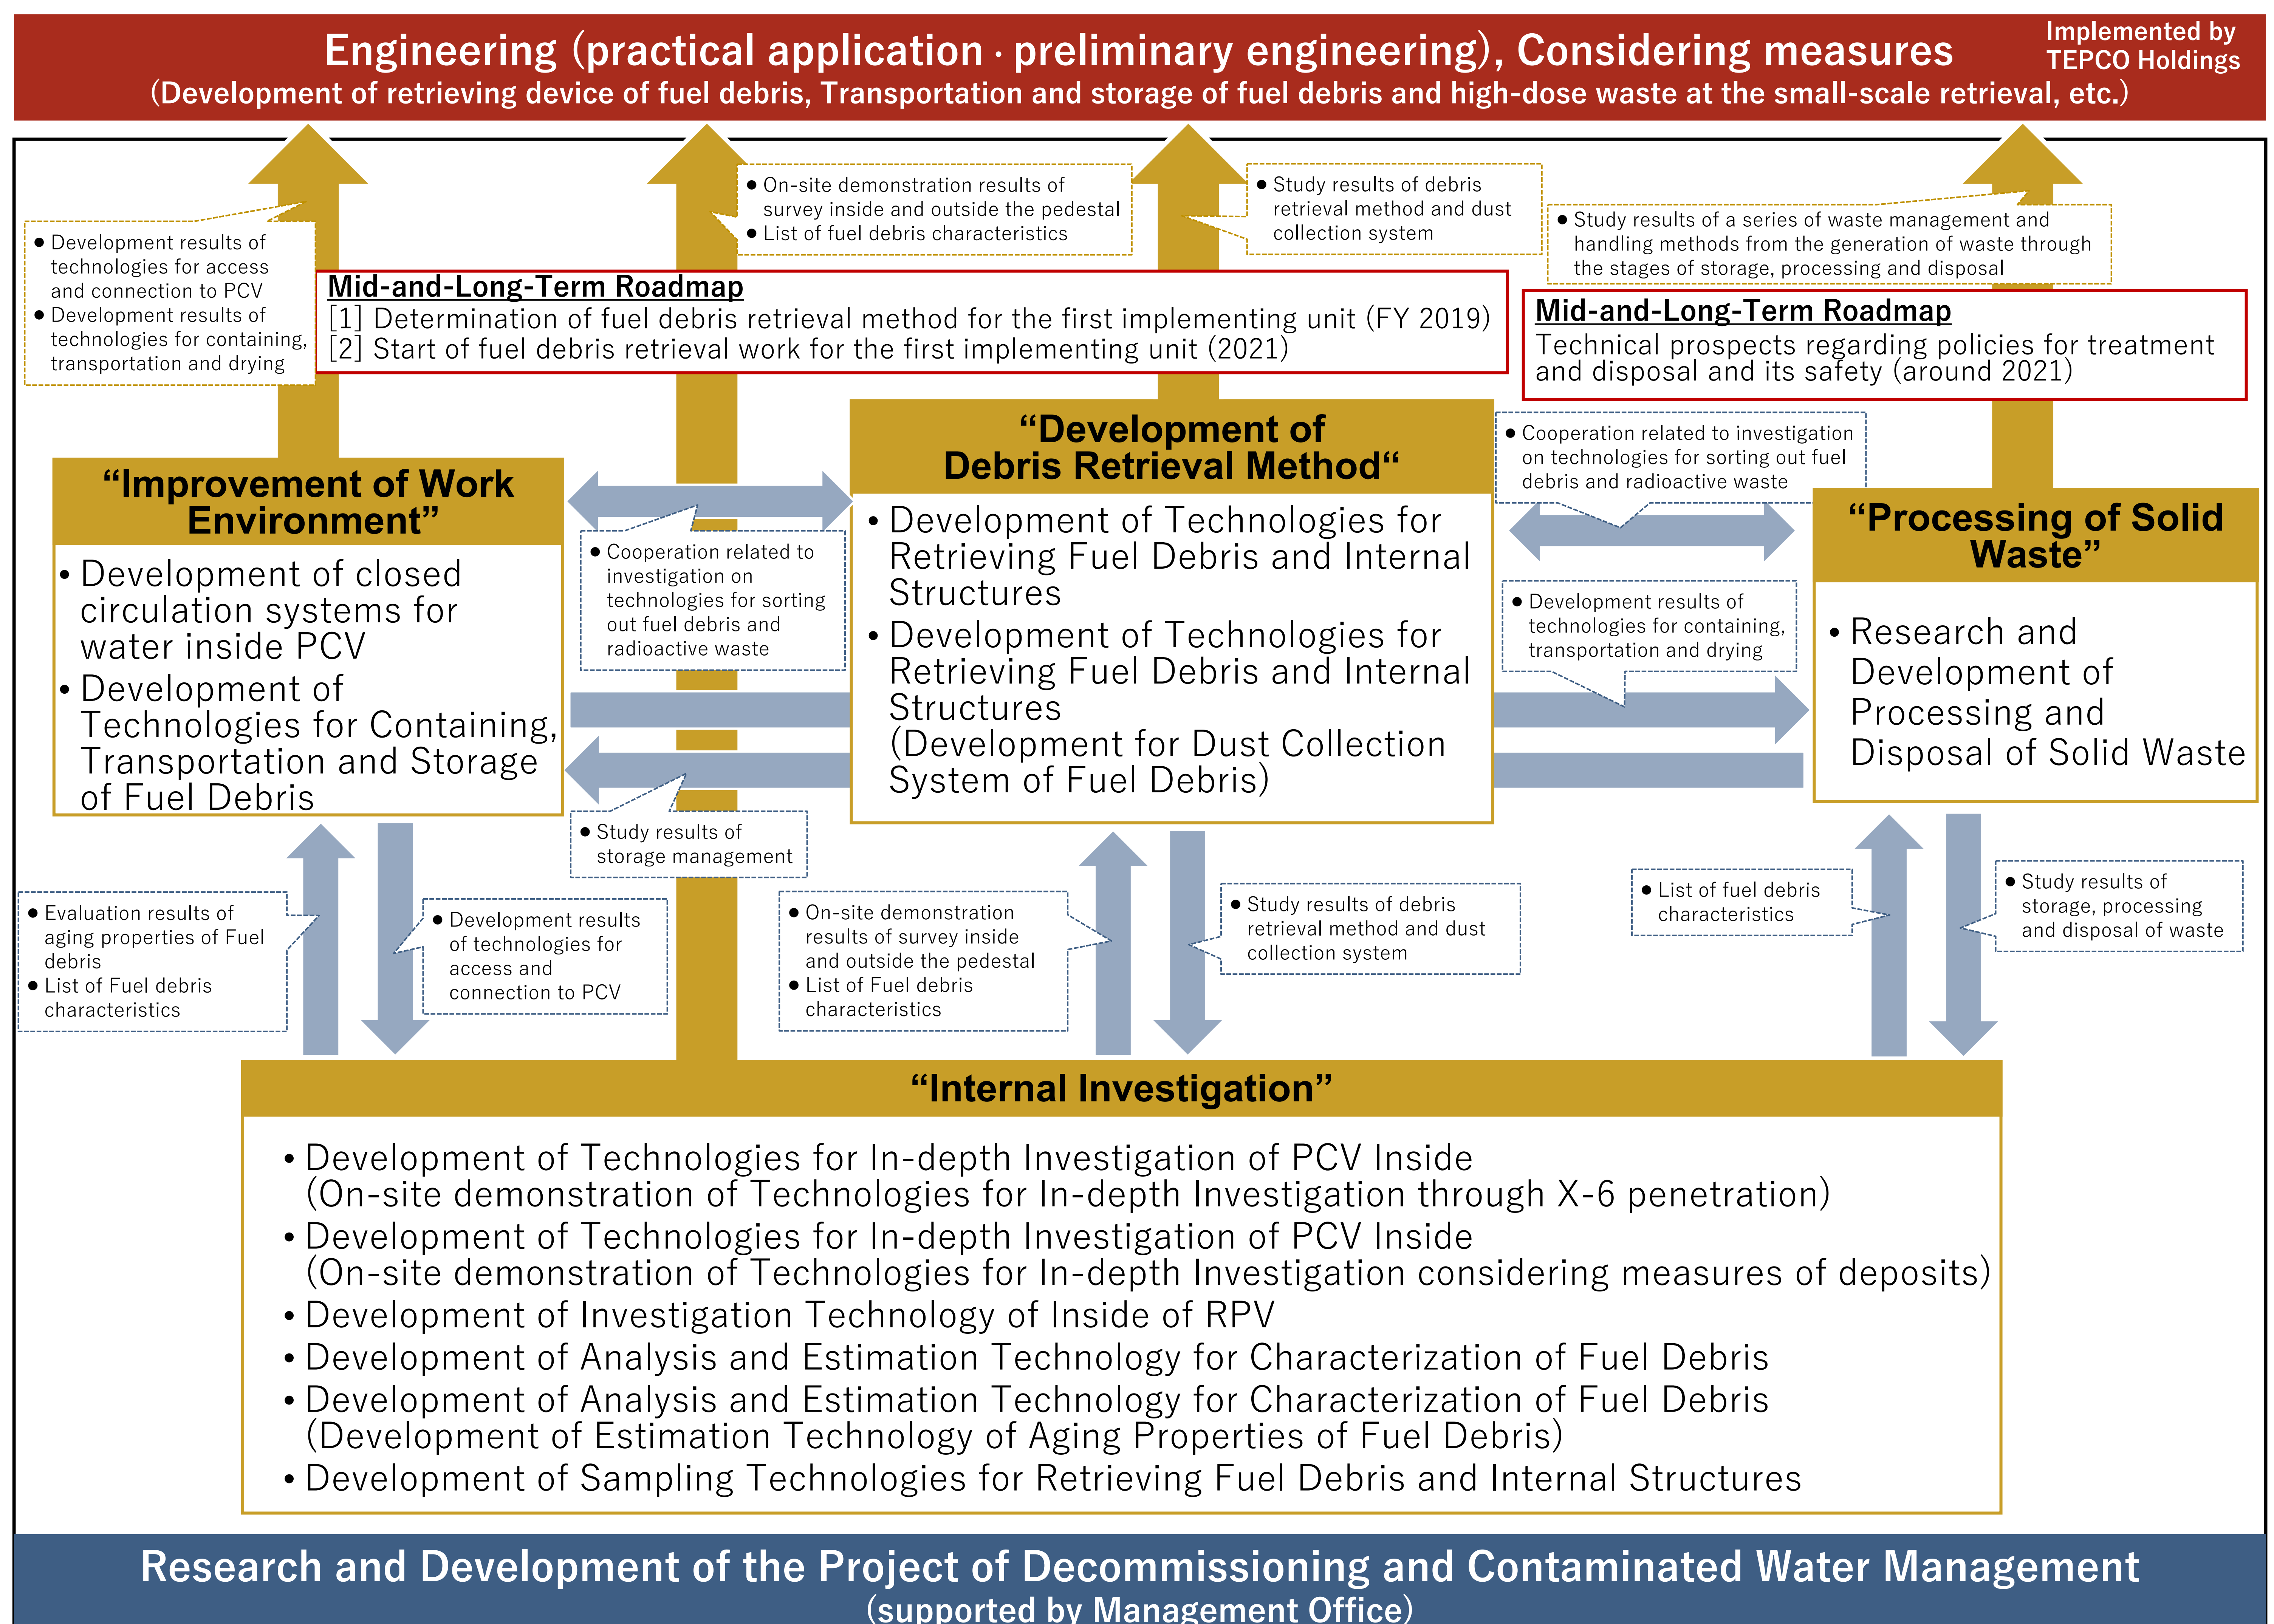 Engineering (practical application · preliminary engineering), Considering measures
Implemented by
TEPCO Holdings
(Development of retrieving device of fuel debris, Transportation and storage of fuel debris and high-dose waste at the small-scale retrieval, etc.)
● Development results of
technologies for access
and connection to PCV
● Development results of
technologies for containing,
transportation and drying
● On-site demonstration results of
survey inside and outside the pedestal
● List of fuel debris characteristics
● Study results of debris
retrieval method and dust
collection system
● Study results of a series of waste management and
handling methods from the generation of waste through
the stages of storage, processing and disposal
Mid-and-Long-Term Roadmap
[1] Determination of fuel debris retrieval method for the first implementing unit (FY 2019)
[2] Start of fuel debris retrieval work for the first implementing unit (2021)
Mid-and-Long-Term Roadmap
Technical prospects regarding policies for treatment
and disposal and its safety (around 2021)
“Improvement of Work
Environment”
• Development of closed
circulation systems for
water inside PCV
• Development of
Technologies for Containing,
Transportation and Storage
of Fuel Debris
● Cooperation related to
investigation on
technologies for sorting
out fuel debris and
radioactive waste
“Development of
Debris Retrieval Method“
• Development of Technologies for
Retrieving Fuel Debris and Internal
Structures
• Development of Technologies for
Retrieving Fuel Debris and Internal
Structures
(Development for Dust Collection
System of Fuel Debris)
● Cooperation related to investigation
on technologies for sorting out fuel
debris and radioactive waste
● Development results of
technologies for containing,
transportation and drying
“Processing of Solid
Waste”
• Research and
Development of
Processing and
Disposal of Solid Waste
● Study results of
storage management
● Evaluation results of
aging properties of Fuel
debris
● List of Fuel debris
characteristics
● Development results
of technologies for
access and
connection to PCV
● On-site demonstration
results of survey inside
and outside the pedestal
● List of Fuel debris
characteristics
● Study results of debris
retrieval method and dust
collection system
● List of fuel debris
characteristics
● Study results of
storage, processing
and disposal of waste
“Internal Investigation”
• Development of Technologies for In-depth Investigation of PCV Inside
(On-site demonstration of Technologies for In-depth Investigation through X-6 penetration)
• Development of Technologies for In-depth Investigation of PCV Inside
(On-site demonstration of Technologies for In-depth Investigation considering measures of deposits)
• Development of Investigation Technology of Inside of RPV
• Development of Analysis and Estimation Technology for Characterization of Fuel Debris
• Development of Analysis and Estimation Technology for Characterization of Fuel Debris
(Development of Estimation Technology of Aging Properties of Fuel Debris)
• Development of Sampling Technologies for Retrieving Fuel Debris and Internal Structures
Research and Development of the Project of Decommissioning and Contaminated Water Management
(supported by Management Office)